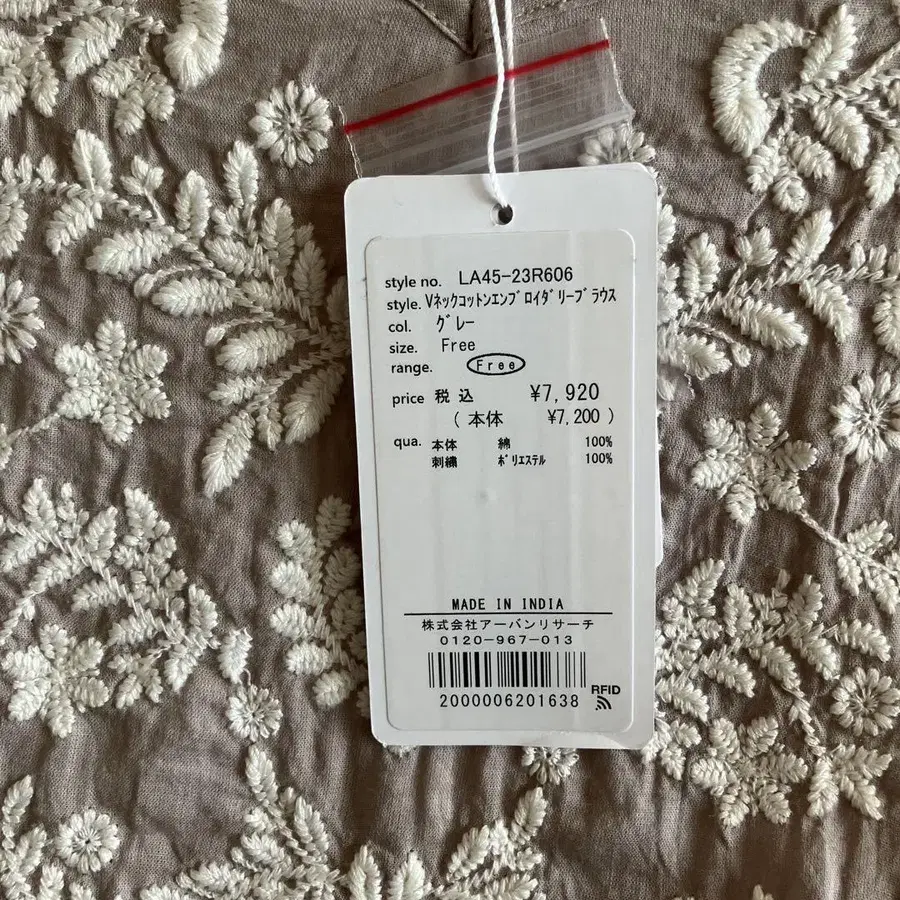 style no. LA45-23R606
style. Vネックコットンエンブロイダリーブラウス
col. グレー
size. Free
range. Free
price 税込 ¥7,920
(本体 ¥7,200)
qua. 本体 綿 100%
刺繍 ポリエステル 100%
MADE IN INDIA
株式会社アーバンリサーチ
0120-967-013
2000006201638
RFID